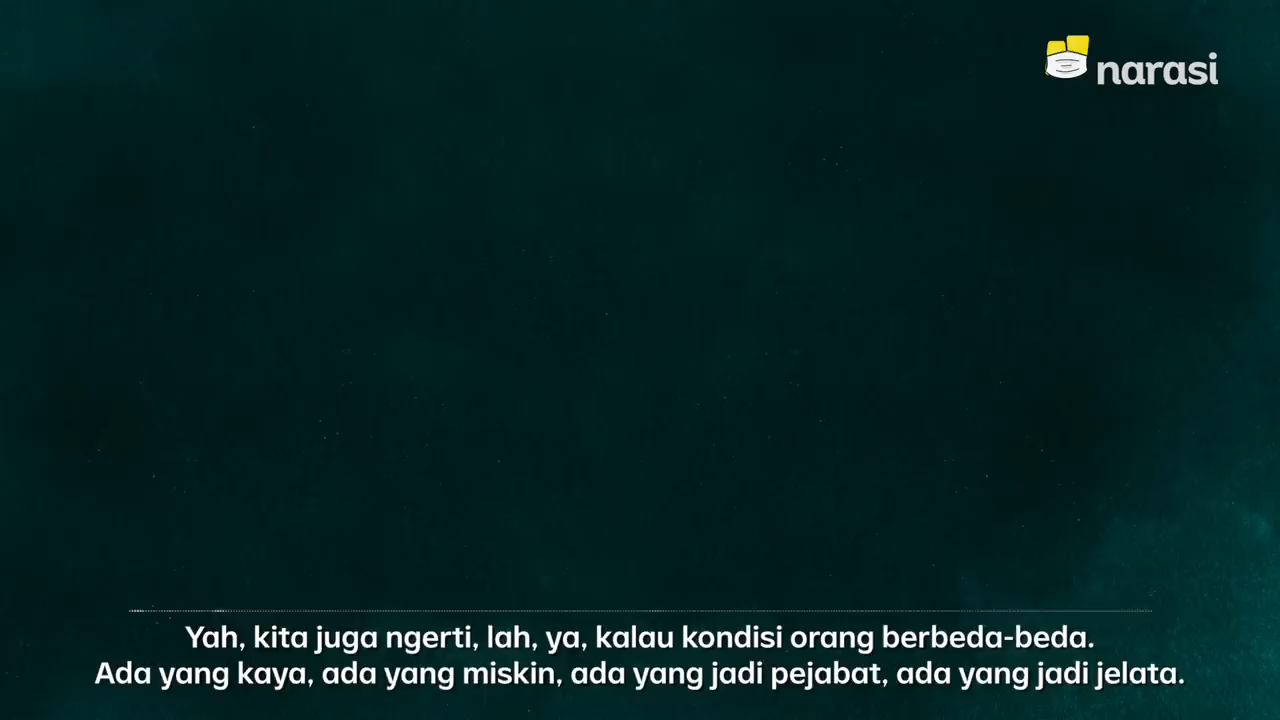 narasi
Yah, kita juga ngerti, lah, ya, kalau kondisi orang berbeda-beda.
Ada yang kaya, ada yang miskin, ada yang jadi pejabat, ada yang jadi jelata.